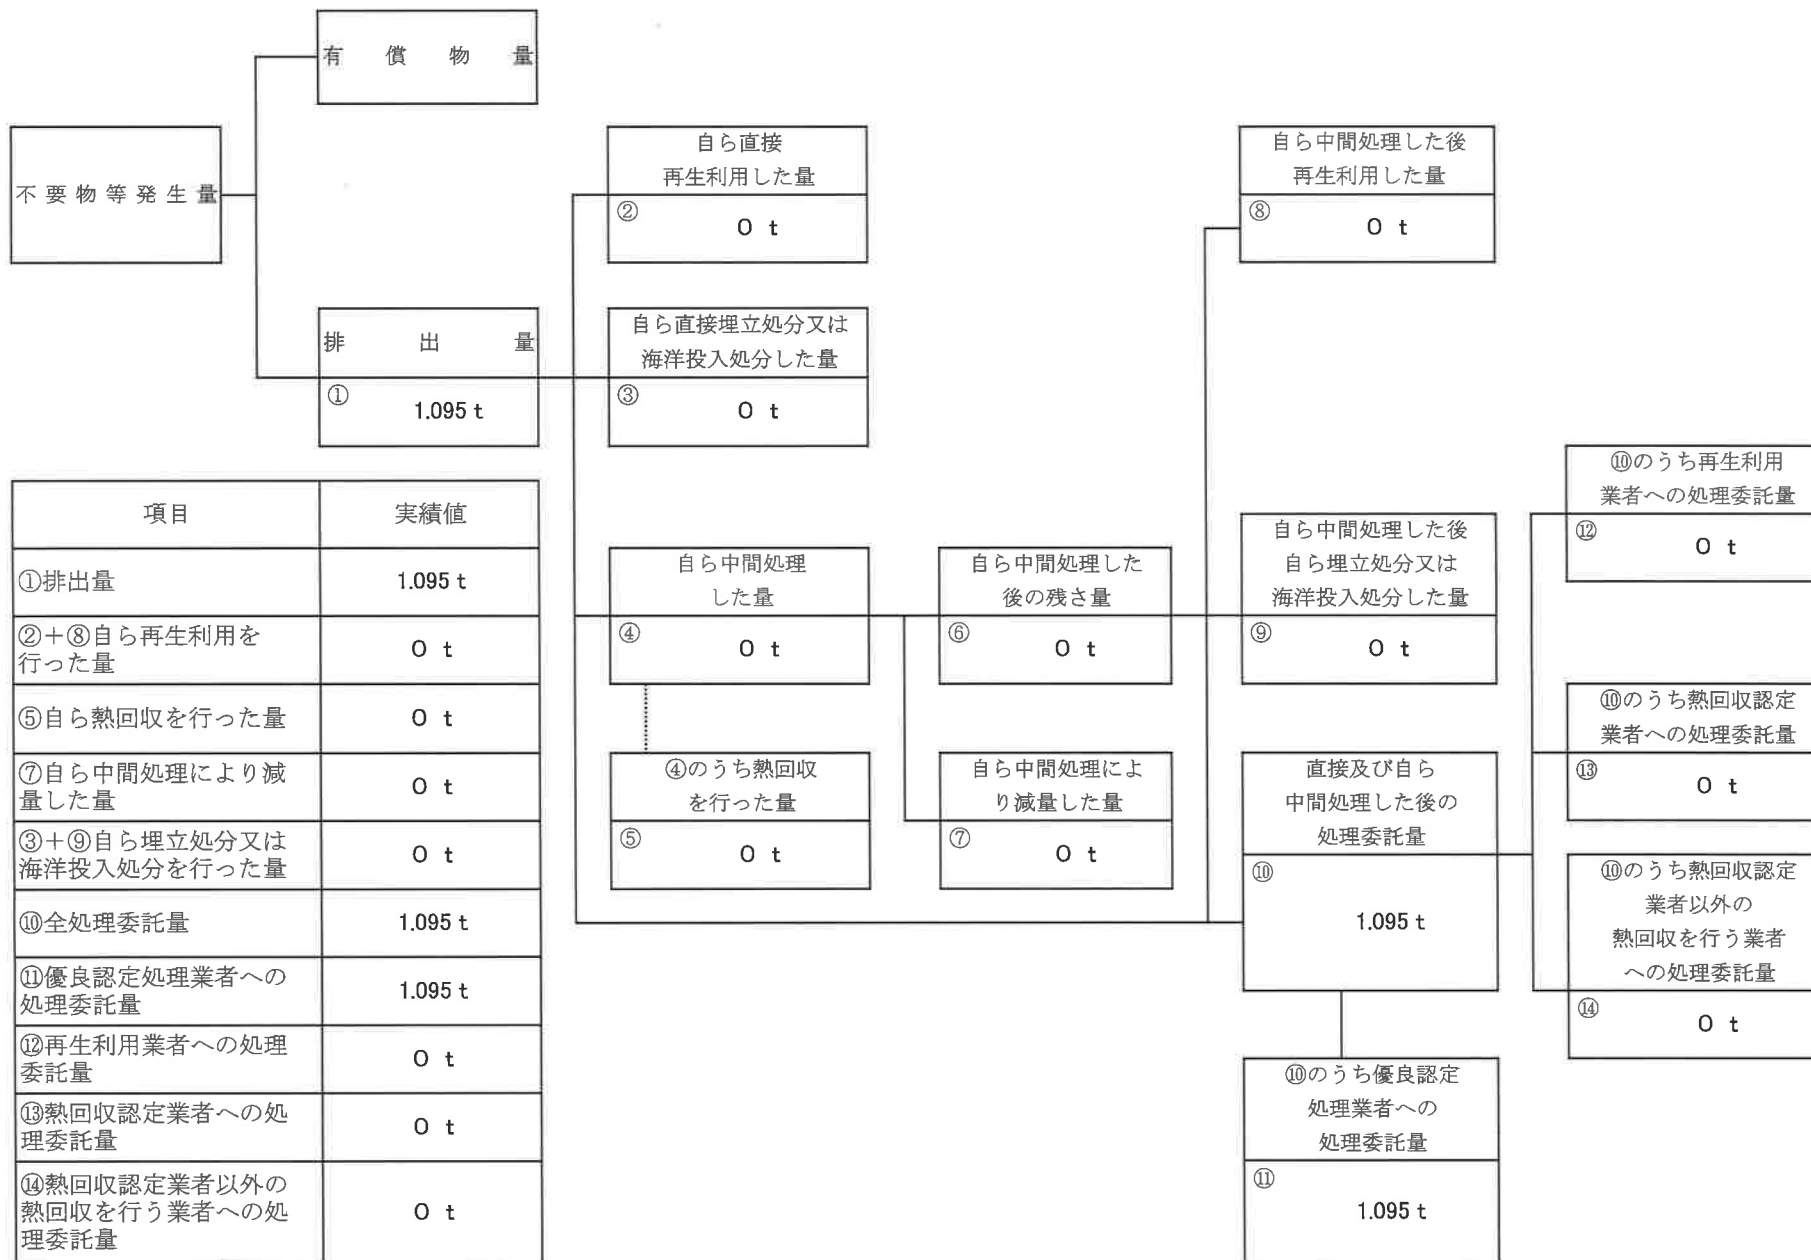 有償物量
不要物等発生量
排出量
①
1.095 t
自ら直接
再生利用した量
②
0 t
自ら直接埋立処分又は
海洋投入処分した量
③
0 t
自ら中間処理
した量
④
0 t
④のうち熱回収
を行った量
⑤
0 t
自ら中間処理した
後の残さ量
⑥
0 t
自ら中間処理によ
り減量した量
⑦
0 t
自ら中間処理した後
再生利用した量
⑧
0 t
自ら中間処理した後
自ら埋立処分又は
海洋投入処分した量
⑨
0 t
直接及び自ら
中間処理した後の
処理委託量
⑩
1.095 t
⑩のうち優良認定
処理業者への
処理委託量
⑪
1.095 t
⑩のうち再生利用
業者への処理委託量
⑫
0 t
⑩のうち熱回収認定
業者への処理委託量
⑬
0 t
⑩のうち熱回収認定
業者以外の
熱回収を行う業者
への処理委託量
⑭
0 t
項目 実績値
①排出量 1.095 t
②+⑧自ら再生利用を
行った量 0 t
⑤自ら熱回収を行った量 0 t
⑦自ら中間処理により減
量した量 0 t
③+⑨自ら埋立処分又は
海洋投入処分を行った量 0 t
⑩全処理委託量 1.095 t
⑪優良認定処理業者への
処理委託量 1.095 t
⑫再生利用業者への処理
委託量 0 t
⑬熱回収認定業者への処
理委託量 0 t
⑭熱回収認定業者以外の
熱回収を行う業者への処
理委託量 0 t